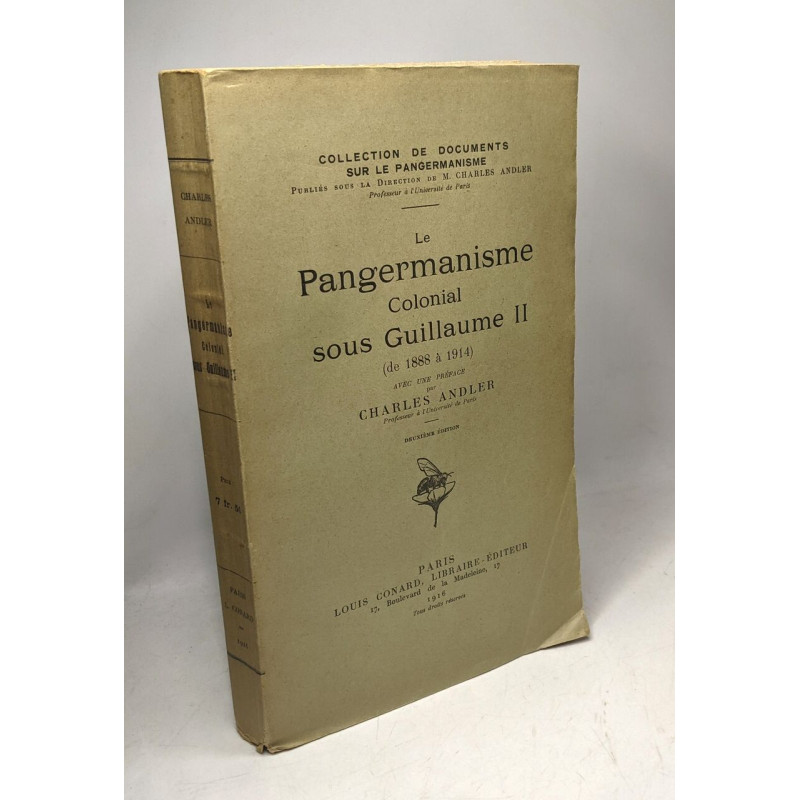 COLLECTION DE DOCUMENTS
SUR LE PANGERMANISME
PUBLIÉS SOUS LA DIRECTION DE M. CHARLES ANDLER
Professeur à l'Université de Paris
Le
Pangermanisme
Colonial
sous Guillaume II
(de 1888 à 1914)
AVEC UNE PRÉFACE
par
CHARLES ANDLER
Professeur à l'Université de Paris
DEUXIÈME ÉDITION
PARIS
LOUIS CONARD, LIBRAIRE-ÉDITEUR
17, Boulevard de la Madeleine, 17
1916
Tous droits réservés
CHARLES
ANDLER
Le
Pangermanisme
Colonial
sous Guillaume II
7 fr. 50
PARIS
L. CONARD